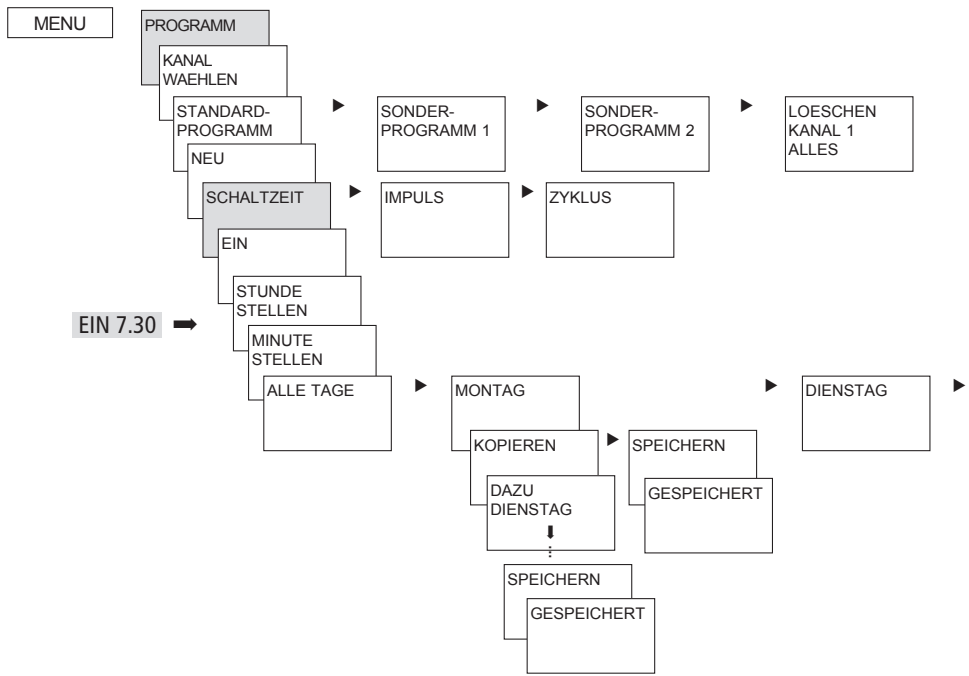 MENU
PROGRAMM
KANAL
WAEHLEN
STANDARD-
PROGRAMM
SONDER-
PROGRAMM 1
SONDER-
PROGRAMM 2
LOESCHEN
KANAL 1
ALLES
NEU
SCHALTZEIT
IMPULS
ZYKLUS
EIN
STUNDE
STELLEN
EIN 7.30
MINUTE
STELLEN
ALLE TAGE
MONTAG
DIENSTAG
KOPIEREN
SPEICHERN
DAZU
DIENSTAG
GESPEICHERT
SPEICHERN
GESPEICHERT